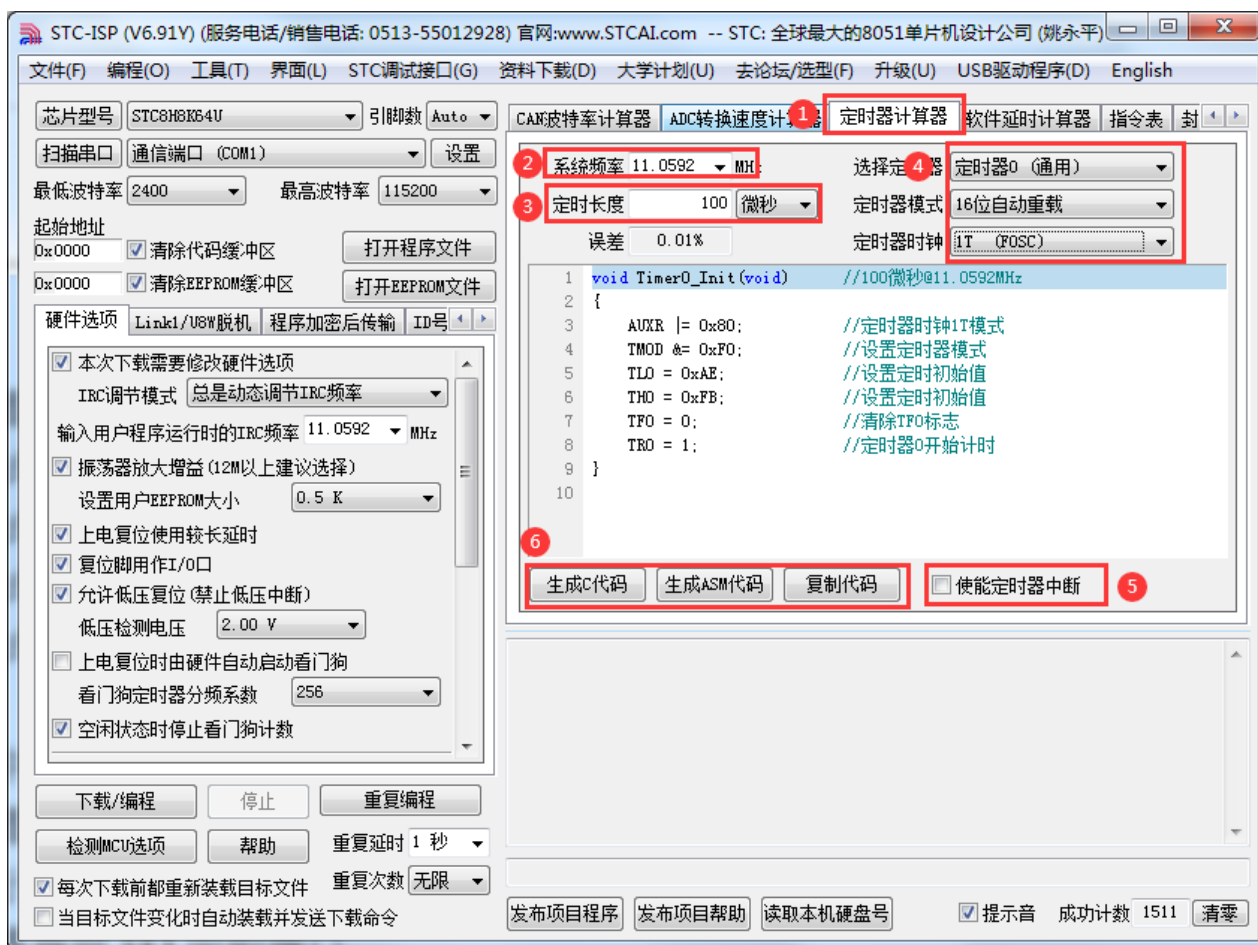 STC-ISP (V6.91Y) (服务电话/销售电话: 0513-55012928) 官网:www.STCAI.com -- STC: 全球最大的8051单片机设计公司 (姚永平)
文件(F) 编程(O) 工具(T) 界面(L) STC调试接口(G) 资料下载(D) 大学计划(U) 去论坛/选型(F) 升级(U) USB驱动程序(D) English
芯片型号 STC8H8K64U 引脚数 Auto
扫描串口 通信端口 (COM1) 设置
最低波特率 2400 最高波特率 115200
起始地址
0x0000 清除代码缓冲区 打开程序文件
0x0000 清除EEPROM缓冲区 打开EEPROM文件
硬件选项 Link1/U8W脱机 程序加密后传输 ID号
本次下载需要修改硬件选项
IRC调节模式 总是动态调节IRC频率
输入用户程序运行时的IRC频率 11.0592 MHz
振荡器放大增益(12M以上建议选择)
设置用户EEPROM大小 0.5 K
上电复位使用较长延时
复位脚用作I/O口
允许低压复位(禁止低压中断)
低压检测电压 2.00 V
上电复位时由硬件自动启动看门狗
看门狗定时器分频系数 256
空闲状态时停止看门狗计数
下载/编程 停止 重复编程
检测MCU选项 帮助 重复延时 1 秒
每次下载前都重新装载目标文件 重复次数 无限
当目标文件变化时自动装载并发送下载命令
CAN波特率计算器 ADC转换速度计 器 1 定时器计算器 软件延时计算器 指令表 封
2 系统频率 11.0592 MHz 选择定 4 器 定时器0 (通用)
3 定时长度 100 微秒 定时器模式 16位自动重载
误差 0.01% 定时器时钟 1T (FOSC)
1 void Timer0_Init(void) //100微秒@11.0592MHz
2 {
3 AUXR |= 0x80; //定时器时钟1T模式
4 TMOD &= 0xF0; //设置定时器模式
5 TL0 = 0xAE; //设置定时初始值
6 TH0 = 0xFB; //设置定时初始值
7 TF0 = 0; //清除TF0标志
8 TR0 = 1; //定时器0开始计时
9 }
10
6
生成C代码 生成ASM代码 复制代码 使能定时器中断 5
发布项目程序 发布项目帮助 读取本机硬盘号 提示音 成功计数 1511 清零